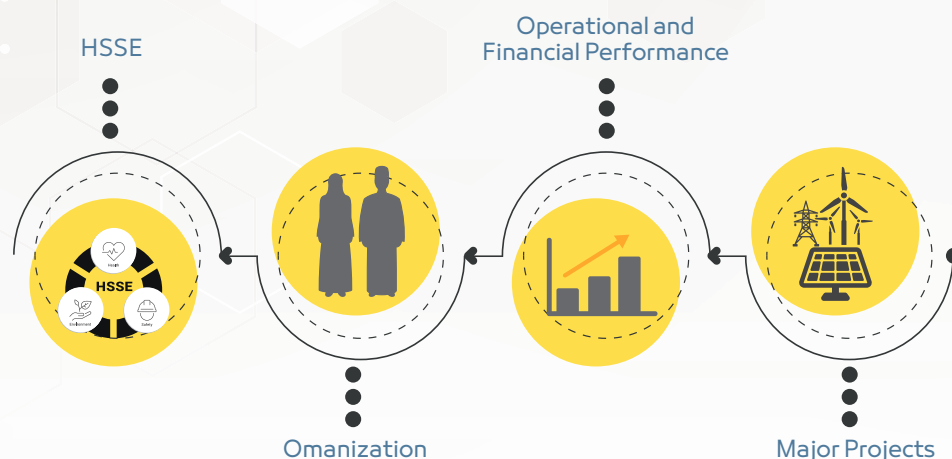 HSSE
Operational and
Financial Performance
Health
HSSE
Environment
Safety
Omanization
Major Projects